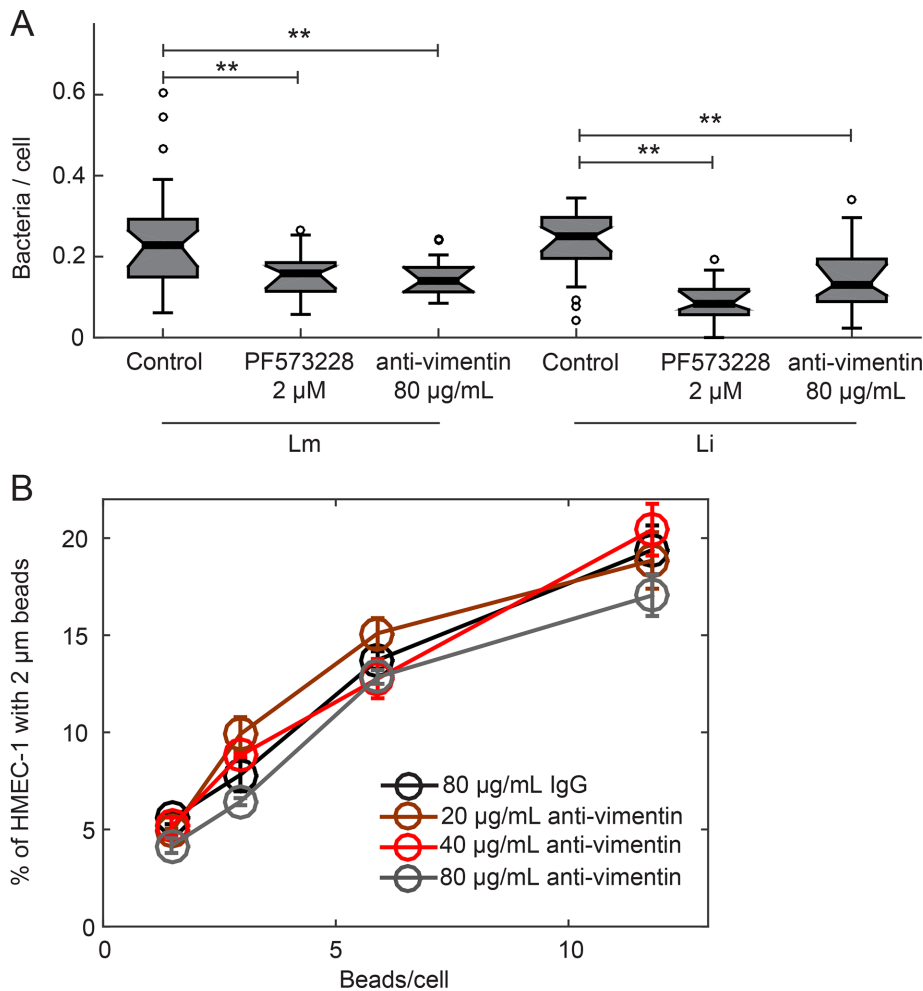 A
Bacteria / cell
0.6
0.4
0.2
0
**
**
**
**
Control
PF573228
2 µM
anti-vimentin
80 µg/mL
Control
PF573228
2 µM
anti-vimentin
80 µg/mL
Lm
Li
B
% of HMEC-1 with 2 µm beads
20
15
10
5
0
80 µg/mL IgG
20 µg/mL anti-vimentin
40 µg/mL anti-vimentin
80 µg/mL anti-vimentin
0
5
10
Beads/cell